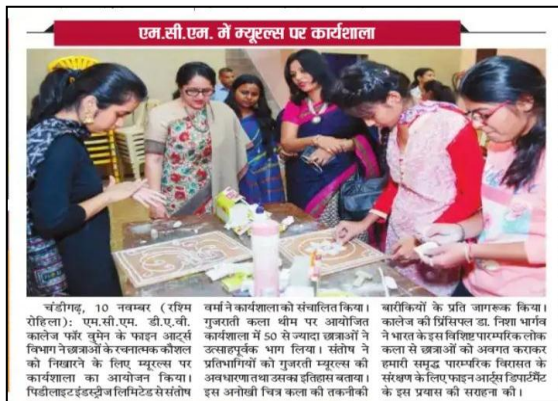 एम.सी.एम. में म्यूरल्स पर कार्यशाला
चंडीगढ़, 10 नवम्बर (रश्मि
रोहिला): एम.सी.एम. डी.ए.वी.
कालेज फॉर वुमेन के फाइन आर्ट्स
विभाग ने छात्राओं के रचनात्मक कौशल
को निखारने के लिए म्यूरल्स पर
कार्यशाला का आयोजन किया।
पिडीलाइट इंडस्ट्रीज लिमिटेड से संतोष
वर्मा ने कार्यशाला को संचालित किया।
गुजराती कला थीम पर आयोजित
कार्यशाला में 50 से ज्यादा छात्राओं ने
उत्साहपूर्वक भाग लिया। संतोष ने
प्रतिभागियों को गुजरती म्यूरल्स की
अवधारणा तथा उसका इतिहास बताया।
इस अनोखी चित्र कला की तकनीकी
बारीकियों के प्रति जागरूक किया।
कालेज की प्रिंसिपल डा. निशा भार्गव
ने भारत के इस विशिष्ट पारम्परिक लोक
कला से छात्राओं को अवगत कराकर
हमारी समृद्ध पारम्परिक विरासत के
संरक्षण के लिए फाइन आर्ट्स डिपार्टमैंट
के इस प्रयास की सराहना की।